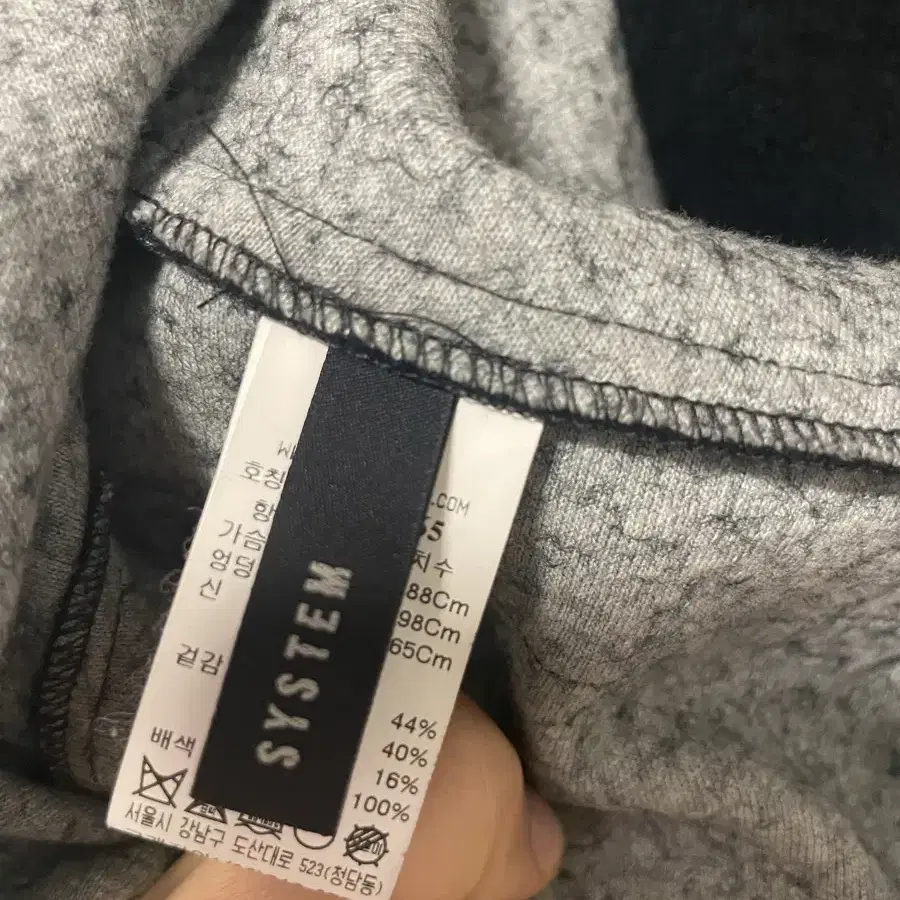 호칭
.COM
55
치수
가슴 88Cm
엉덩 98Cm
신 65Cm
겉감
44%
40%
16%
배색 100%
서울시 강남구 도산대로 523(청담동)
SYSTEM